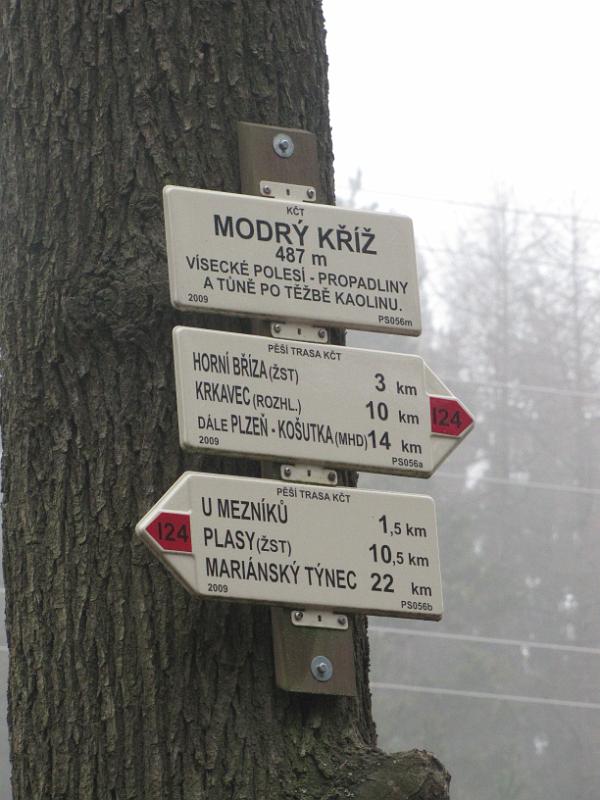 KČT
MODRÝ KŘÍŽ
487 m
VÍSECKÉ POLESÍ - PROPADLINY
A TŮNĚ PO TĚŽBĚ KAOLINU.
2009 PS056m
PĚŠÍ TRASA KČT
HORNÍ BŘÍZA (ŽST) 3 km
KRKAVEC (ROZHL.) 10 km
DÁLE PLZEŇ - KOŠUTKA (MHD) 14 km
I24
2009 PS056a
PĚŠÍ TRASA KČT
U MEZNÍKŮ 1,5 km
PLASY (ŽST) 10,5 km
MARIÁNSKÝ TÝNEC 22 km
I24
2009 PS056b